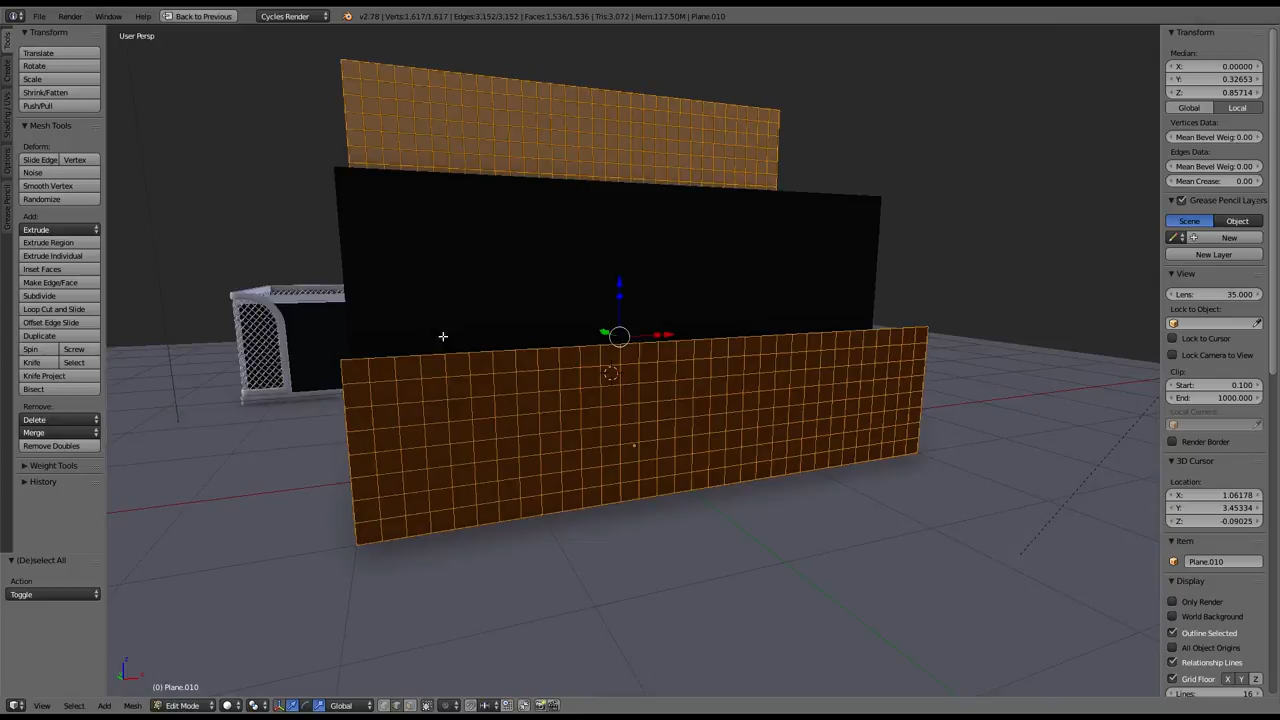 File Render Window Help Back to Previous Cycles Render v2.78 | Verts:1,617/1,617 | Edges:3,152/3,152 | Faces:1,536/1,536 | Tris:3,072 | Mem:117.50M | Plane.010
Tools
Create
Shading / UVs
Options
Grease Pencil
Transform
Translate
Rotate
Scale
Shrink/Fatten
Push/Pull
Mesh Tools
Deform:
Slide Edge Vertex
Noise
Smooth Vertex
Randomize
Add:
Extrude
Extrude Region
Extrude Individual
Inset Faces
Make Edge/Face
Subdivide
Loop Cut and Slide
Offset Edge Slide
Duplicate
Spin Screw
Knife Select
Knife Project
Bisect
Remove:
Delete
Merge
Remove Doubles
Weight Tools
History
(De)select All
Action
Toggle
User Persp
z
x
(0) Plane.010
Transform
Median:
X: 0.00000
Y: 0.32653
Z: 0.85714
Global Local
Vertices Data:
Mean Bevel Weig: 0.00
Edges Data:
Mean Bevel Weig: 0.00
Mean Crease: 0.00
Grease Pencil Layers
Scene Object
New
New Layer
View
Lens: 35.000
Lock to Object:
Lock to Cursor
Lock Camera to View
Clip:
Start: 0.100
End: 1000.000
Local Camera:
Render Border
3D Cursor
Location:
X: 1.06178
Y: 3.45334
Z: -0.09025
Item
Plane.010
Display
Only Render
World Background
Outline Selected
All Object Origins
Relationship Lines
Grid Floor X Y Z
Lines: 16
View Select Add Mesh Edit Mode Global